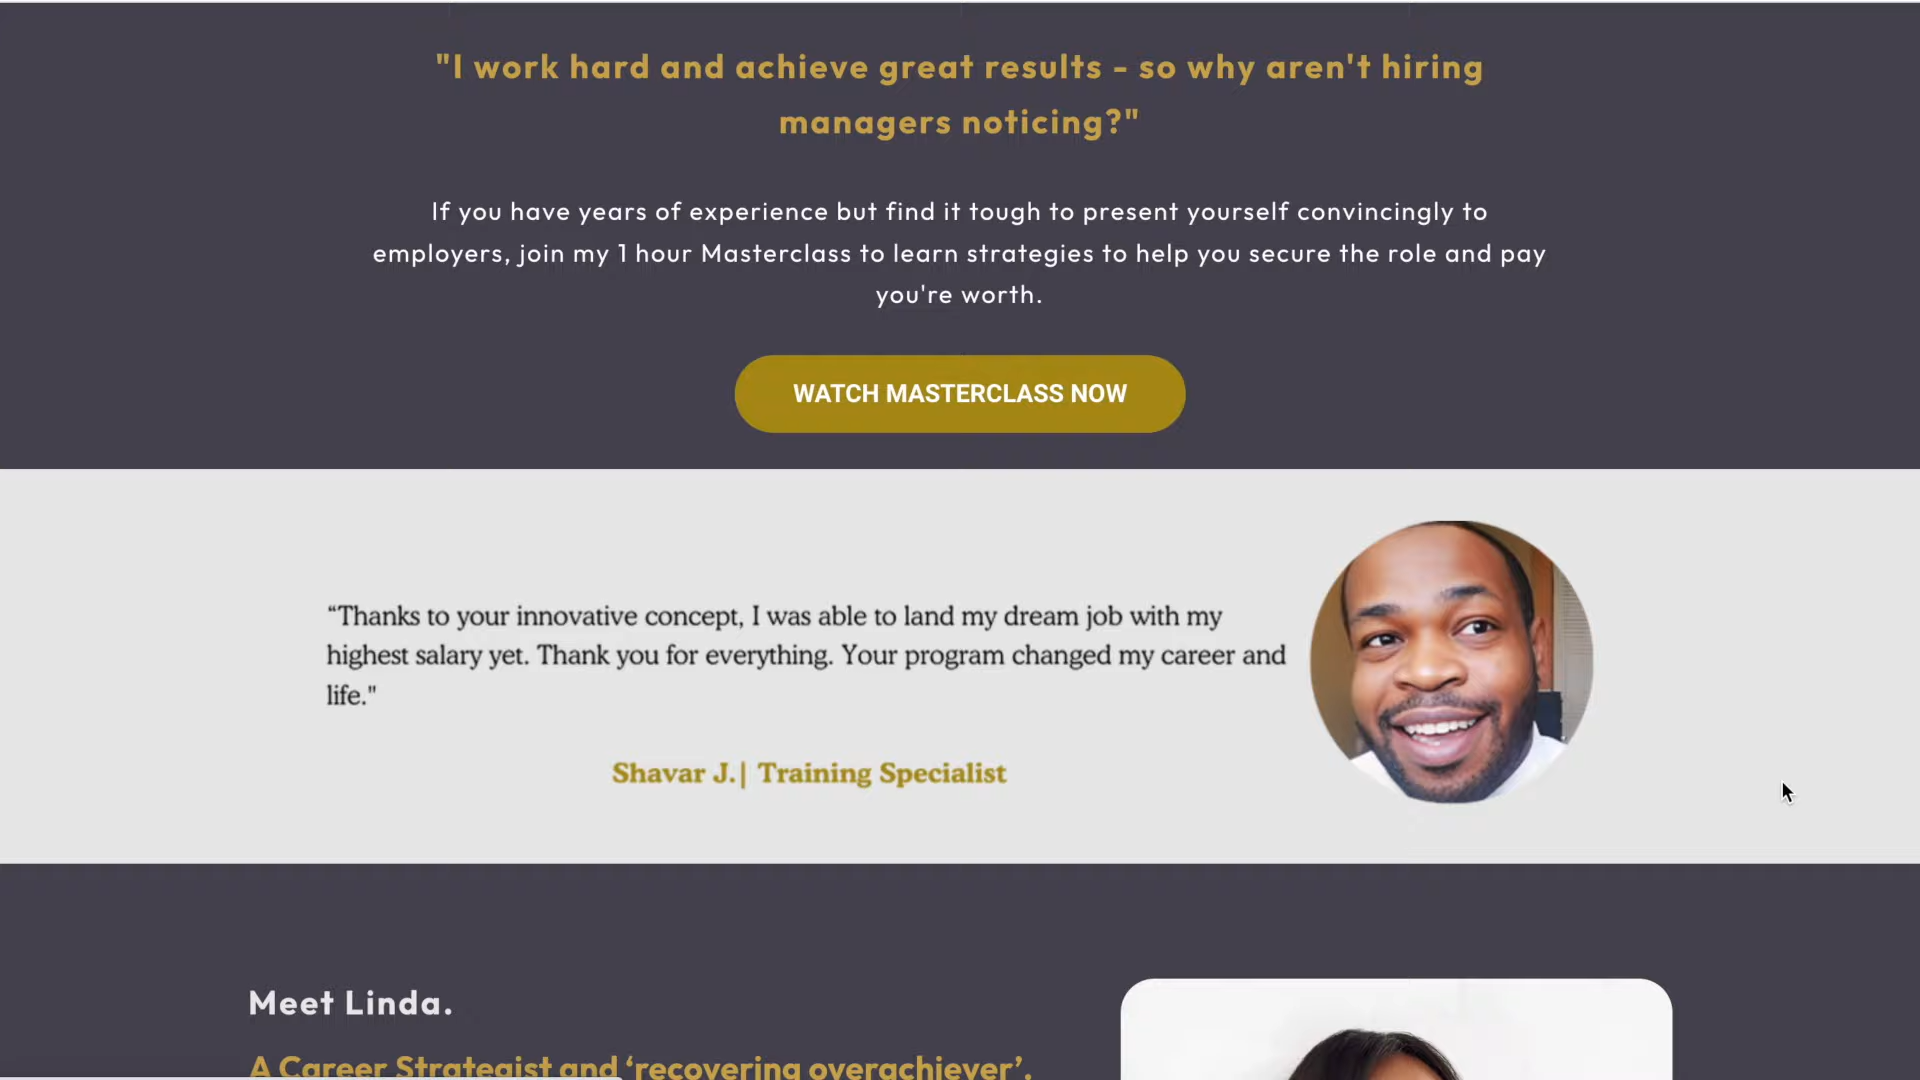 "I work hard and achieve great results - so why aren't hiring
managers noticing?"
If you have years of experience but find it tough to present yourself convincingly to
employers, join my 1 hour Masterclass to learn strategies to help you secure the role and pay
you're worth.
WATCH MASTERCLASS NOW
“Thanks to your innovative concept, I was able to land my dream job with my
highest salary yet. Thank you for everything. Your program changed my career and
life."
Shavar J.| Training Specialist
Meet Linda.
A Career Strategist and ‘recovering overachiever’.